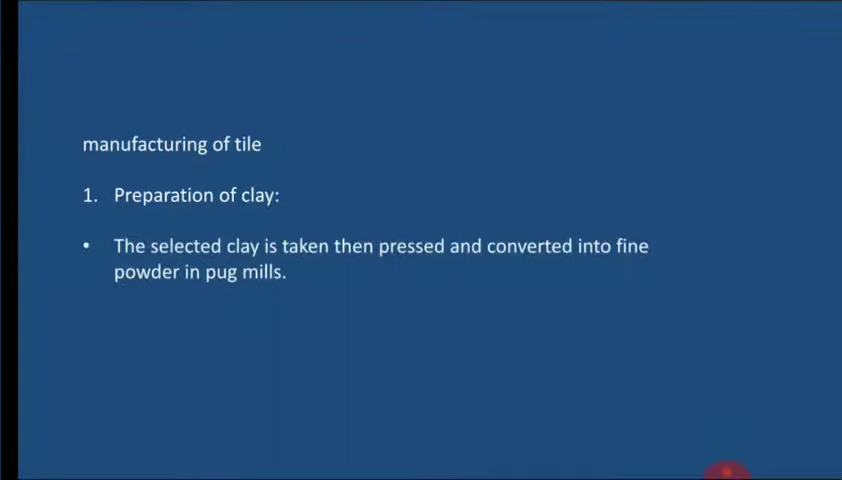 manufacturing of tile
1. Preparation of clay:
• The selected clay is taken then pressed and converted into fine
powder in pug mills.